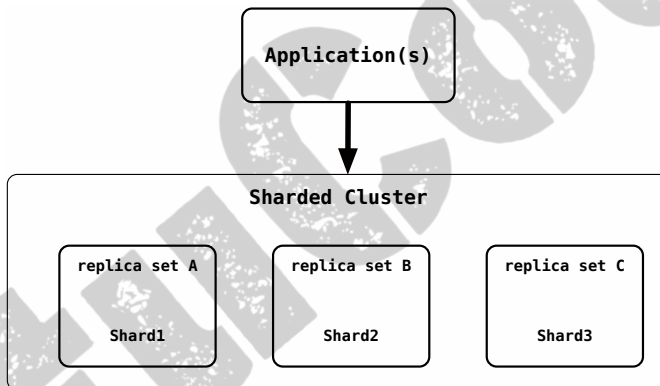 Application(s)
Sharded Cluster
replica set A
replica set B
replica set C
Shard1
Shard2
Shard3